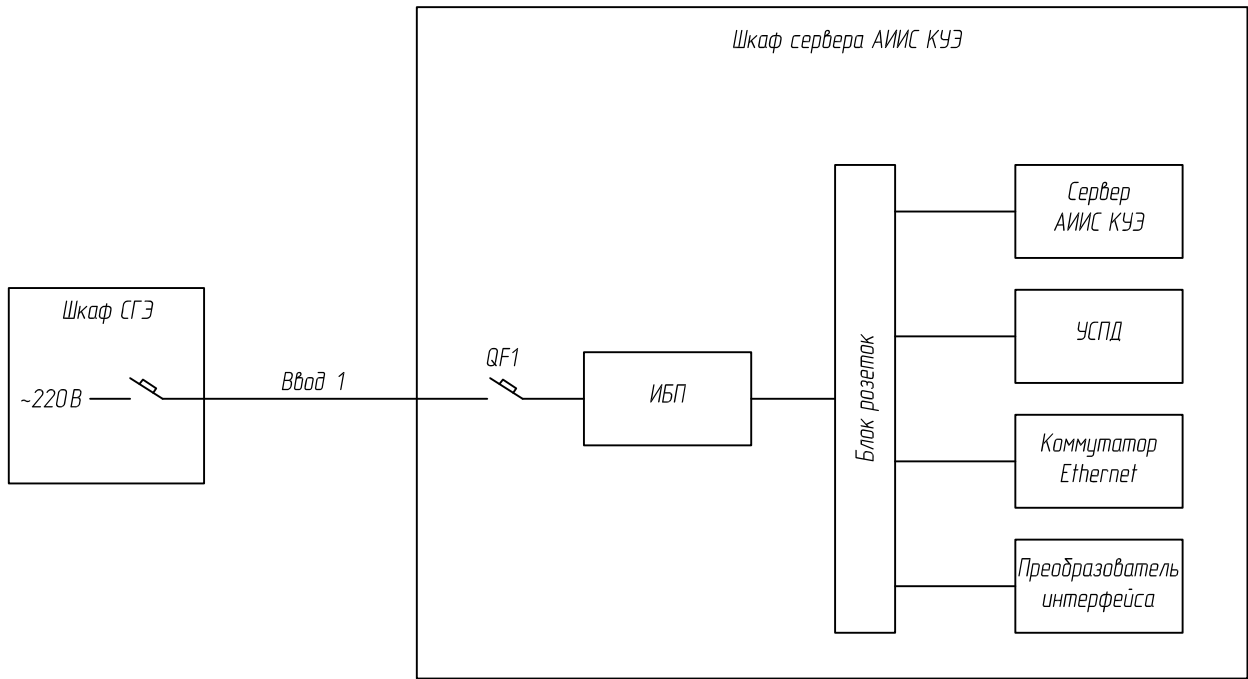 Шкаф сервера АИИС КУЭ
Сервер
АИИС КУЭ
Шкаф СГЭ
УСПД
~220 В
Ввод 1
QF1
ИБП
Блок розеток
Коммутатор
Ethernet
Преобразователь
интерфейса